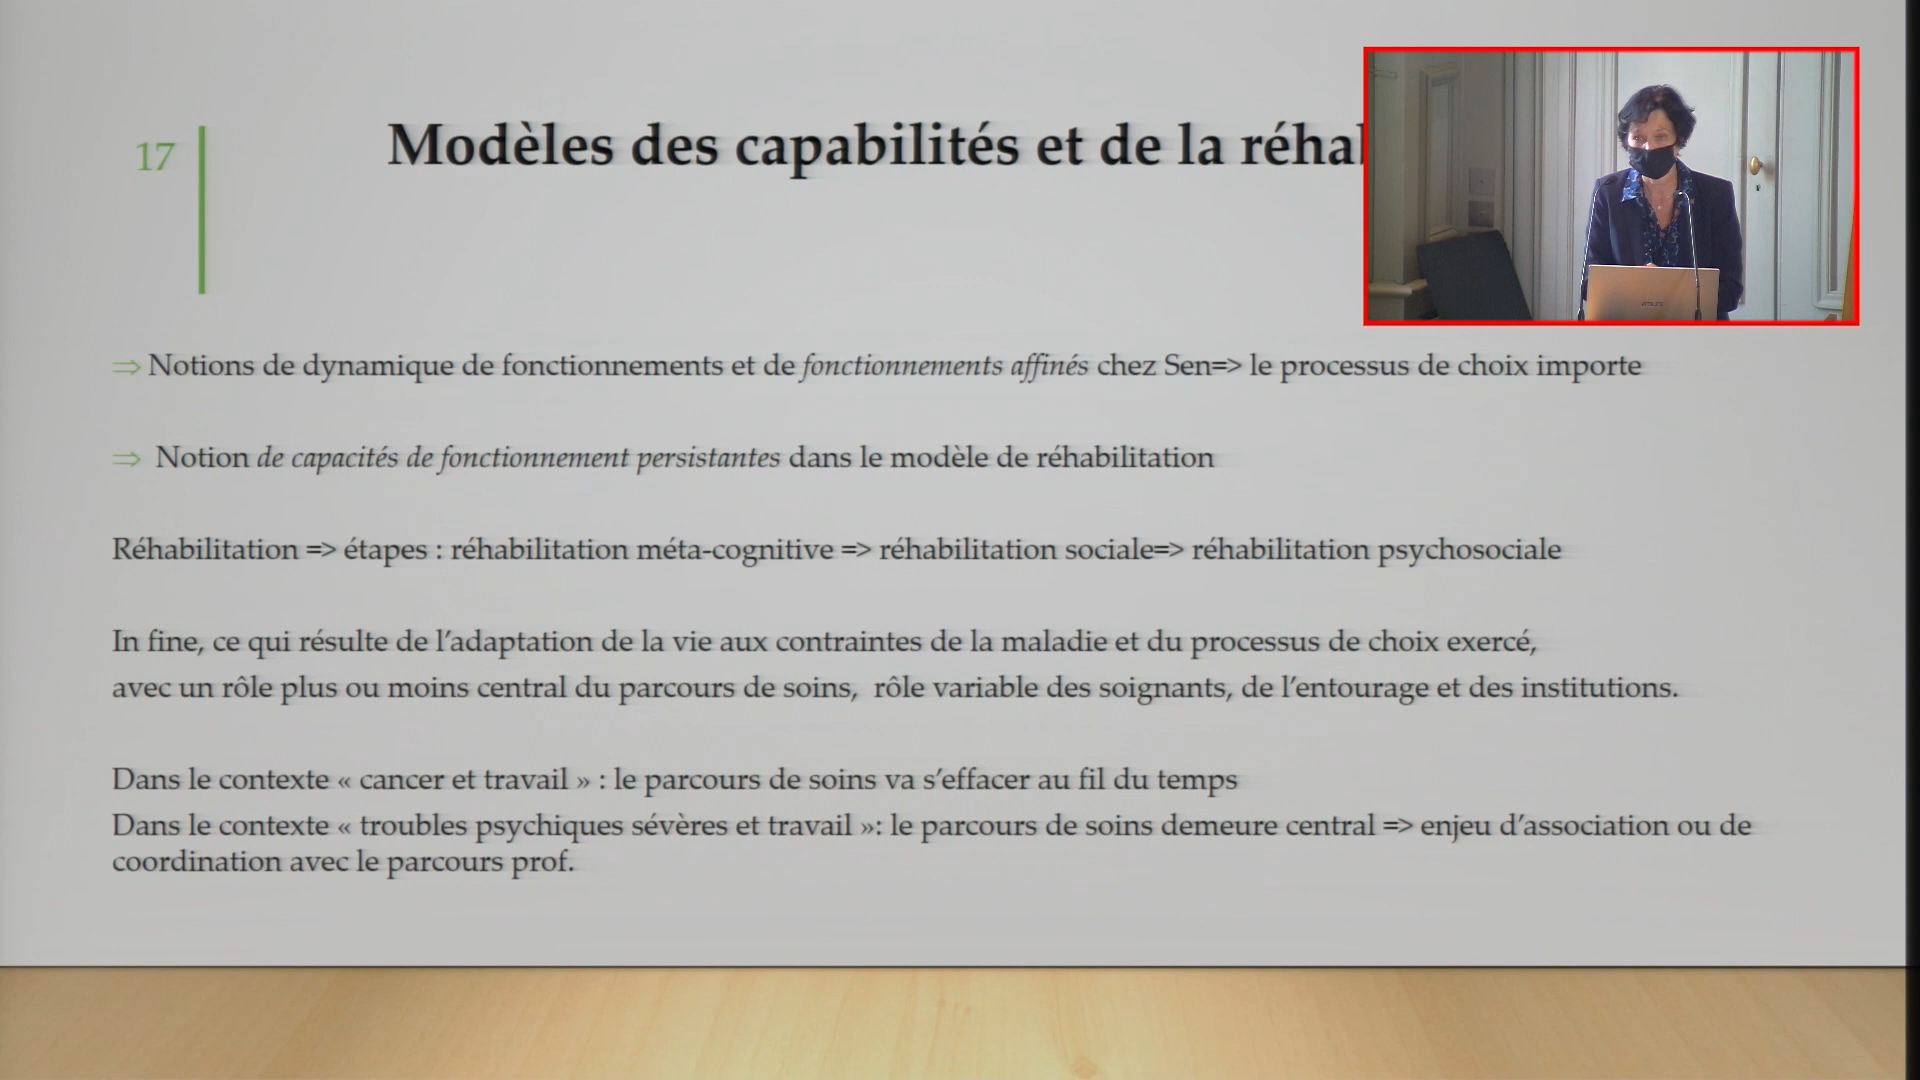 17
Modèles des capabilités et de la
⇒ Notions de dynamique de fonctionnements et de fonctionnements affinés chez Sen=> le processus de choix importe
⇒ Notion de capacités de fonctionnement persistantes dans le modèle de réhabilitation
Réhabilitation => étapes : réhabilitation méta-cognitive => réhabilitation sociale=> réhabilitation psychosociale
In fine, ce qui résulte de l’adaptation de la vie aux contraintes de la maladie et du processus de choix exercé,
avec un rôle plus ou moins central du parcours de soins, rôle variable des soignants, de l’entourage et des institutions.
Dans le contexte « cancer et travail » : le parcours de soins va s’effacer au fil du temps
Dans le contexte « troubles psychiques sévères et travail »: le parcours de soins demeure central => enjeu d’association ou de
coordination avec le parcours prof.